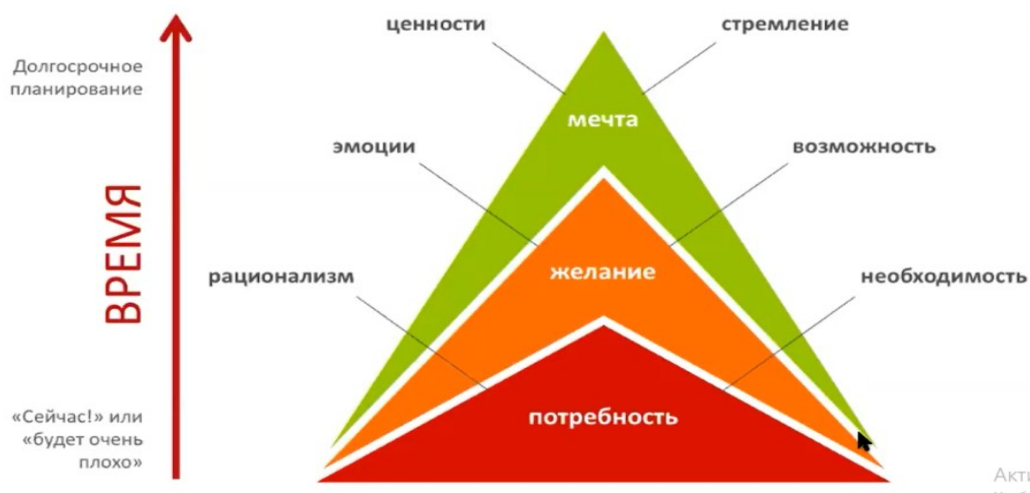 ценности
стремление
Долгосрочное
планирование
мечта
эмоции
возможность
ВРЕМЯ
желание
рационализм
необходимость
«Сейчас!» или
«будет очень
плохо»
потребность